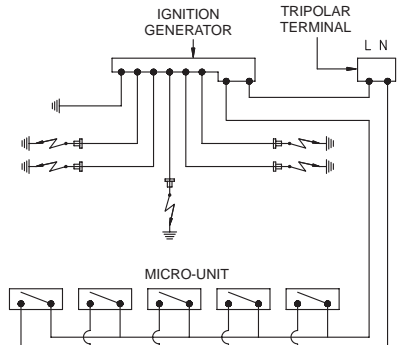 IGNITION
GENERATOR
TRIPOLAR
TERMINAL
L N
MICRO-UNIT